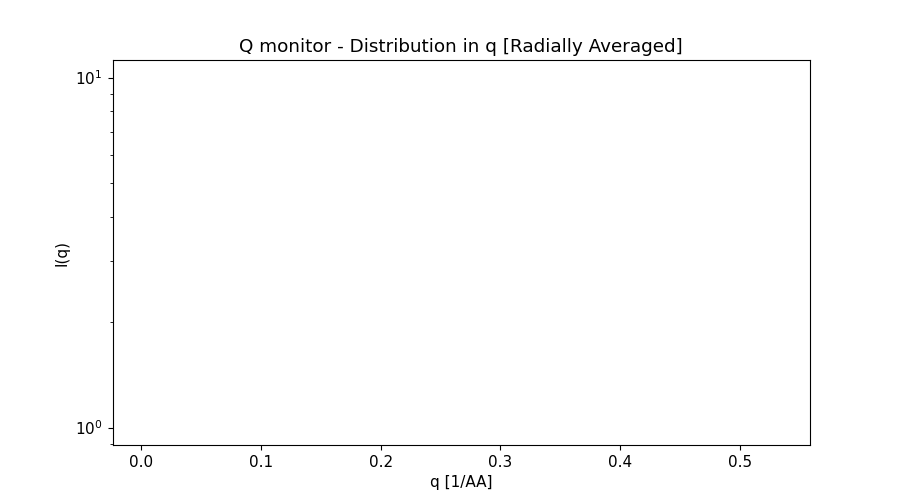 Q monitor - Distribution in q [Radially Averaged]
10¹
I(q)
10⁰
0.0 0.1 0.2 0.3 0.4 0.5
q [1/AA]